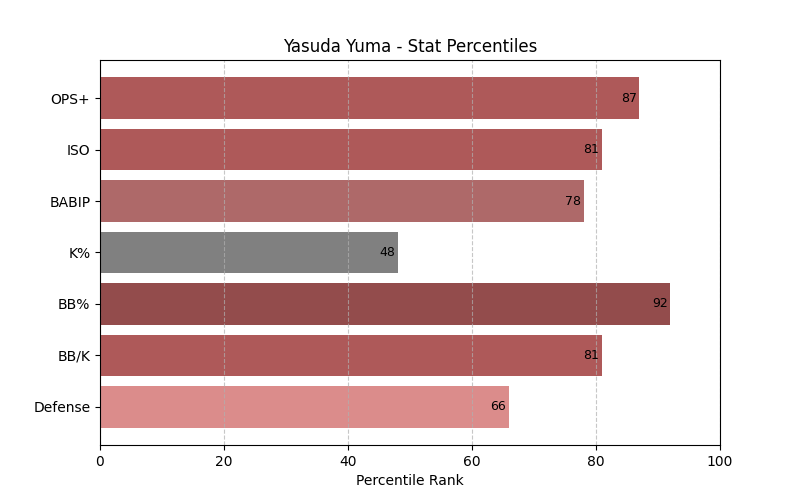 Yasuda Yuma - Stat Percentiles
OPS+
87
ISO
81
BABIP
78
K%
48
BB%
92
BB/K
81
Defense
66
0 20 40 60 80 100
Percentile Rank